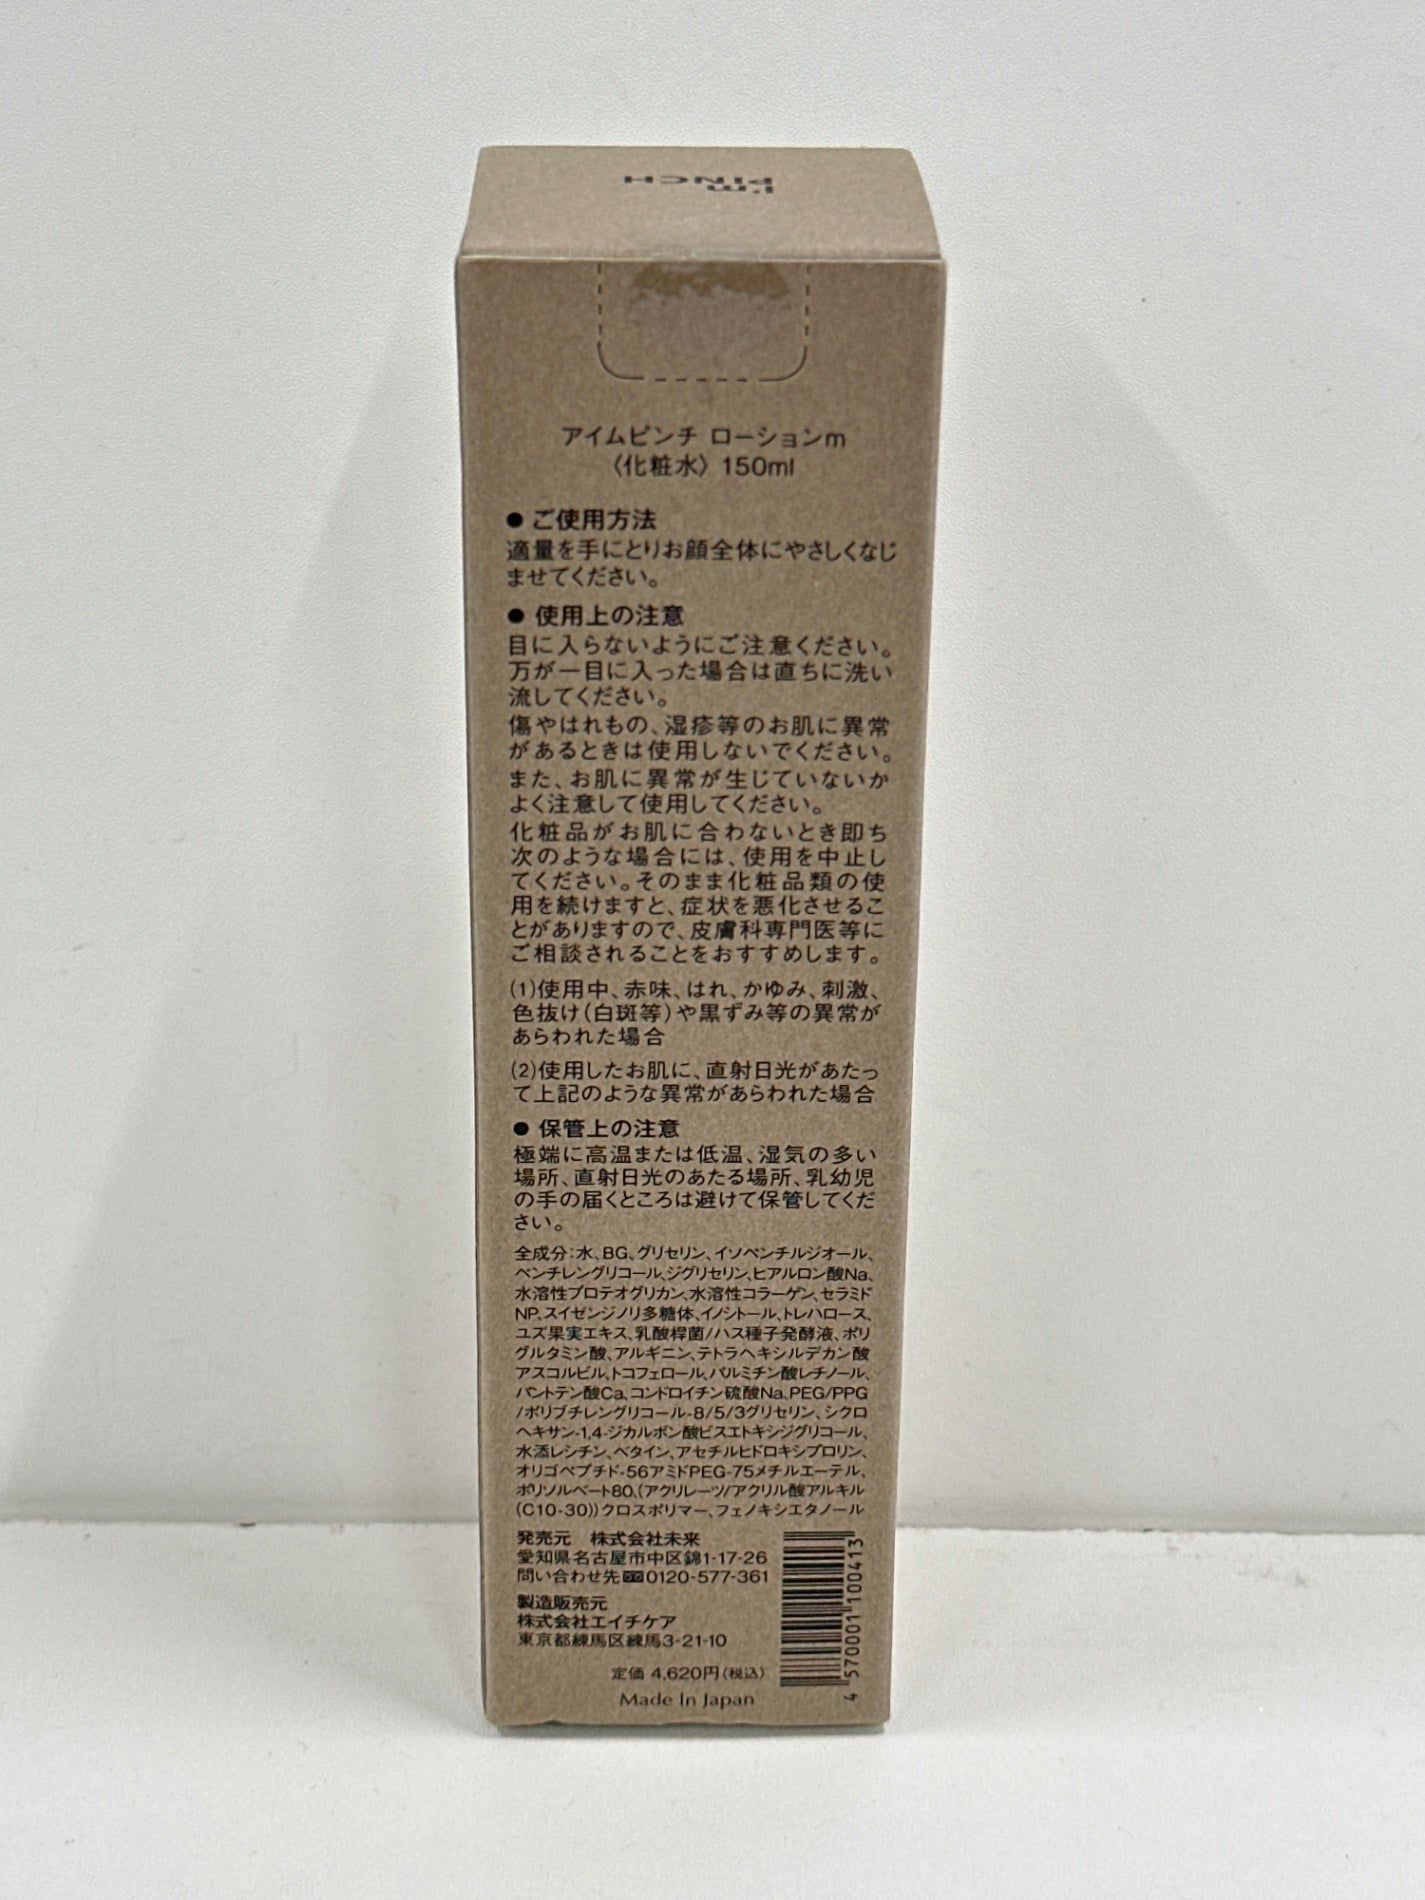 I'm
PINCH
アイムピンチ ローションm
〈化粧水〉 150ml
● ご使用方法
適量を手にとりお顔全体にやさしくなじ
ませてください。
● 使用上の注意
目に入らないようにご注意ください。
万が一目に入った場合は直ちに洗い
流してください。
傷やはれもの、湿疹等のお肌に異常
があるときは使用しないでください。
また、お肌に異常が生じていないか
よく注意して使用してください。
化粧品がお肌に合わないとき即ち
次のような場合には、使用を中止し
てください。そのまま化粧品類の使
用を続けますと、症状を悪化させるこ
とがありますので、皮膚科専門医等に
ご相談されることをおすすめします。
(1)使用中、赤味、はれ、かゆみ、刺激、
色抜け(白斑等)や黒ずみ等の異常が
あらわれた場合
(2)使用したお肌に、直射日光があたっ
て上記のような異常があらわれた場合
● 保管上の注意
極端に高温または低温、湿気の多い
場所、直射日光のあたる場所、乳幼児
の手の届くところは避けて保管してくだ
さい。
全成分:水、BG、グリセリン、イソペンチルジオール、
ペンチレングリコール、ジグリセリン、ヒアルロン酸Na、
水溶性プロテオグリカン、水溶性コラーゲン、セラミド
NP、スイゼンジノリ多糖体、イノシトール、トレハロース、
ユズ果実エキス、乳酸桿菌/ハス種子発酵液、ポリ
グルタミン酸、アルギニン、テトラヘキシルデカン酸
アスコルビル、トコフェロール、パルミチン酸レチノール、
パントテン酸Ca、コンドロイチン硫酸Na、PEG/PPG
/ポリブチレングリコール-8/5/3グリセリン、シクロ
ヘキサン-1,4-ジカルボン酸ビスエトキシジグリコール、
水添レシチン、ベタイン、アセチルヒドロキシプロリン、
オリゴペプチド-56アミドPEG-75メチルエーテル、
ポリソルベート80、(アクリレーツ/アクリル酸アルキル
(C10-30))クロスポリマー、フェノキシエタノール
発売元 株式会社未来
愛知県名古屋市中区錦1-17-26
問い合わせ先 0120-577-361
製造販売元
株式会社エイチケア
東京都練馬区練馬3-21-10
定価 4,620円(税込)
Made In Japan
4 570001 100413